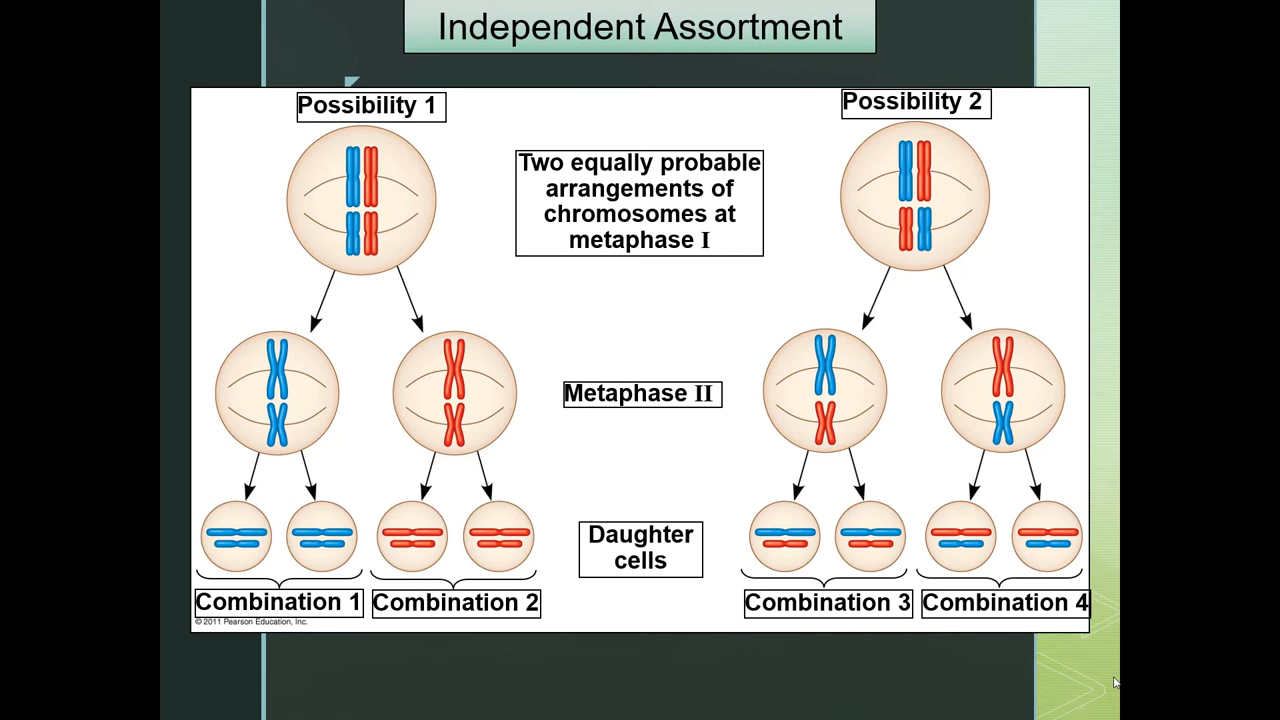 Independent Assortment
Possibility 1
Possibility 2
Two equally probable
arrangements of
chromosomes at
metaphase I
Metaphase II
Daughter
cells
Combination 1
Combination 2
Combination 3
Combination 4
© 2011 Pearson Education, Inc.